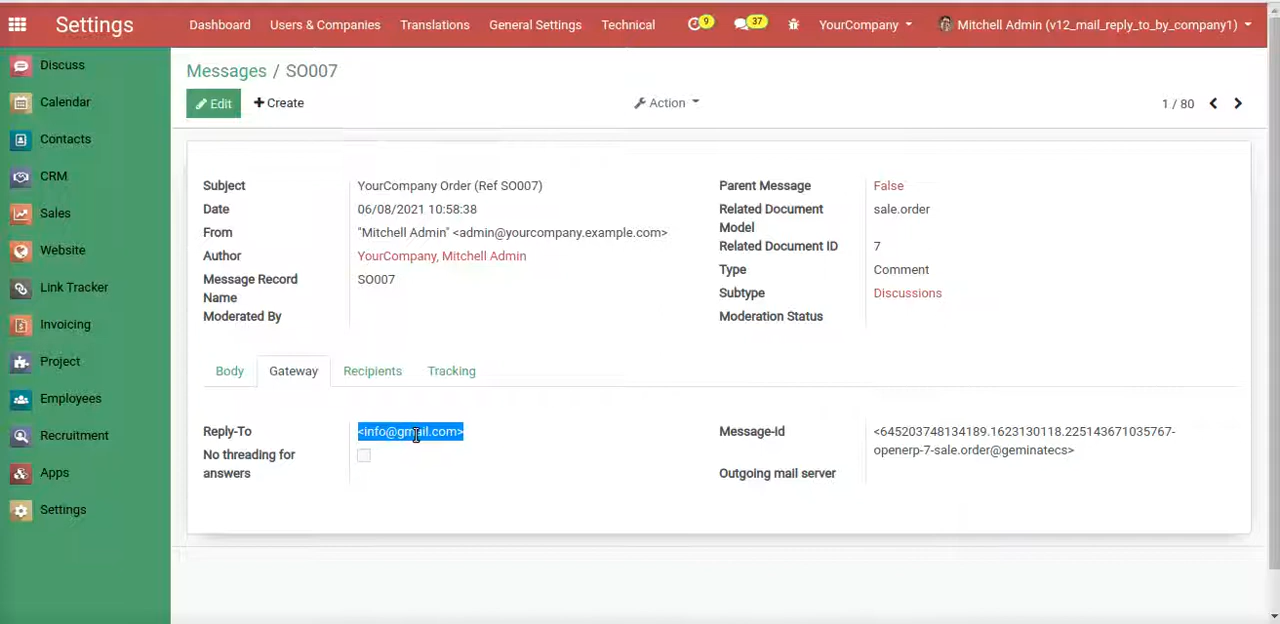 Settings
Dashboard
Users & Companies
Translations
General Settings
Technical
9
37
YourCompany
Mitchell Admin (v12_mail_reply_to_by_company1)
Discuss
Calendar
Contacts
CRM
Sales
Website
Link Tracker
Invoicing
Project
Employees
Recruitment
Apps
Settings
Messages / SO007
Edit
+ Create
Action
1 / 80
Subject YourCompany Order (Ref SO007)
Date 06/08/2021 10:58:38
From "Mitchell Admin" <admin@yourcompany.example.com>
Author YourCompany, Mitchell Admin
Message Record SO007
Name
Moderated By
Parent Message False
Related Document sale.order
Model
Related Document ID 7
Type Comment
Subtype Discussions
Moderation Status
Body
Gateway
Recipients
Tracking
Reply-To <info@gmail.com>
No threading for
answers
Message-Id <645203748134189.1623130118.225143671035767-
openerp-7-sale.order@geminatecs>
Outgoing mail server